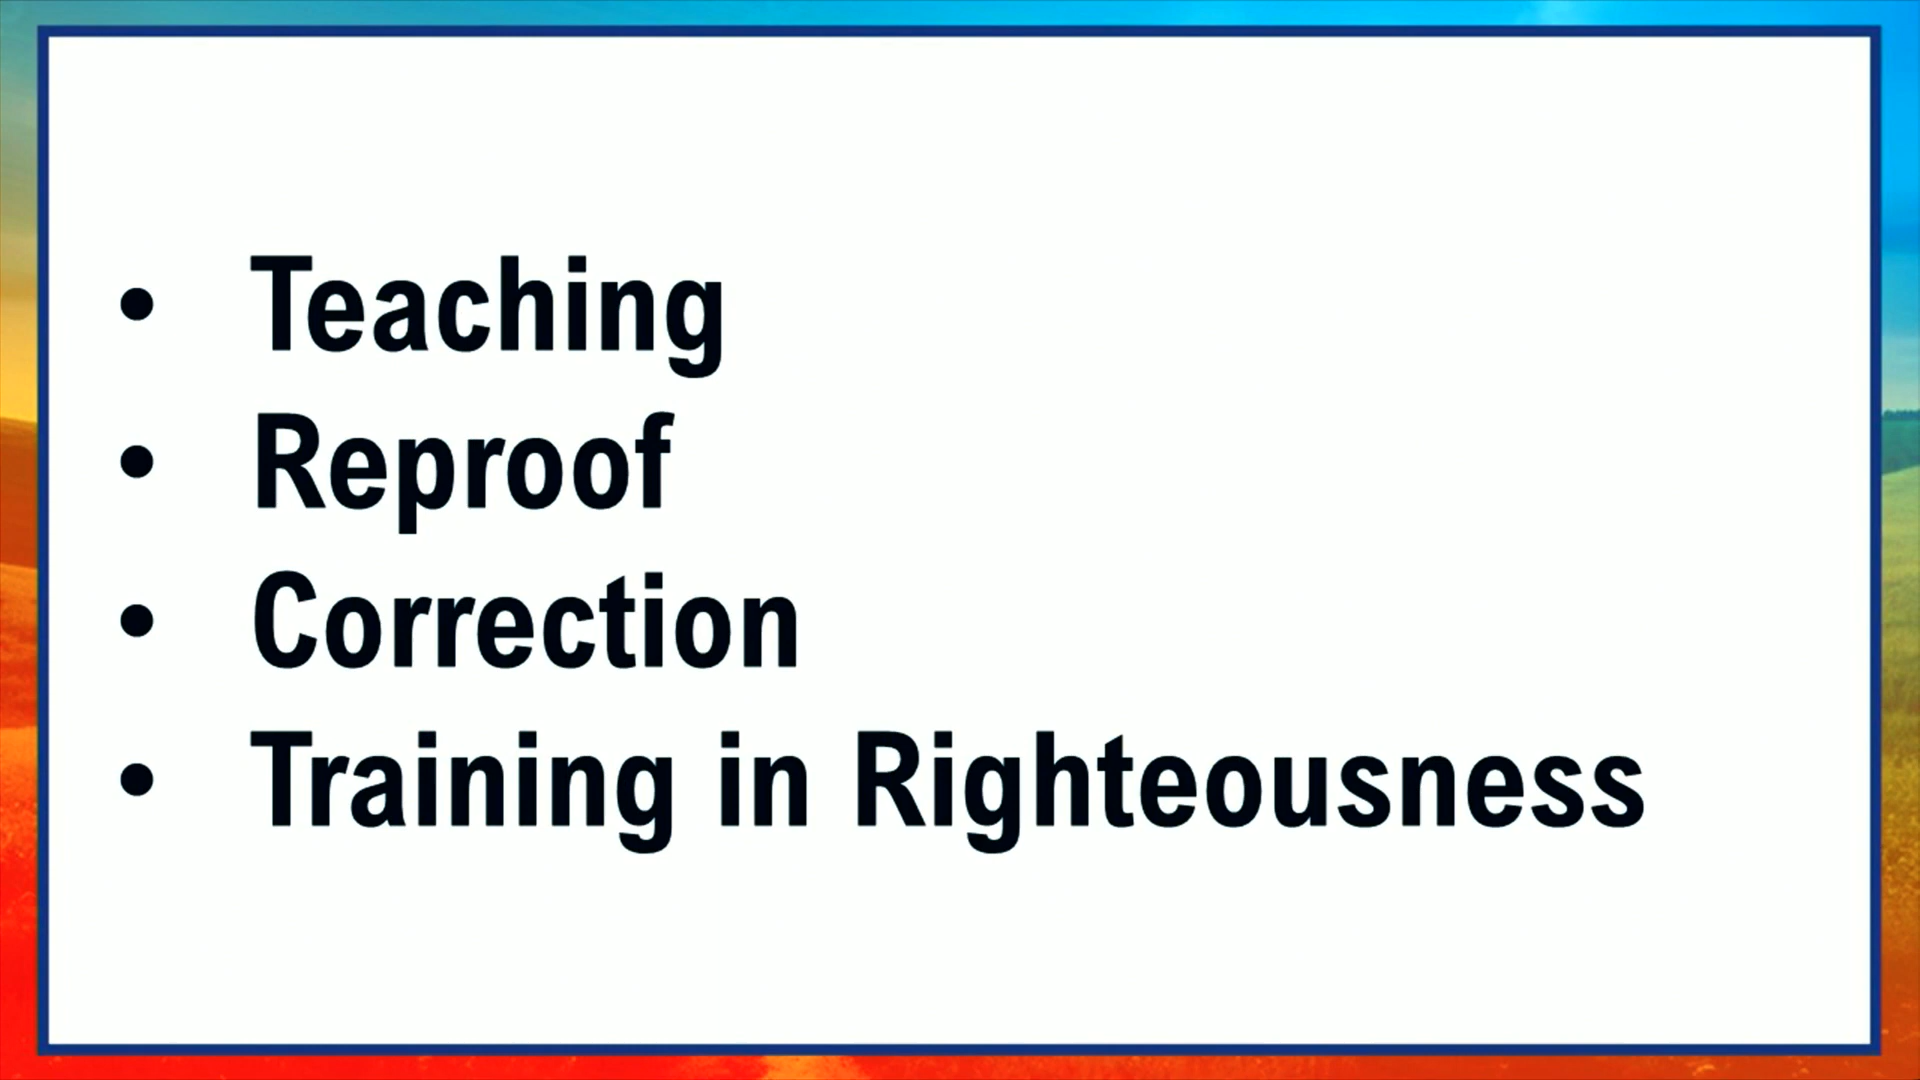 • Teaching
• Reproof
• Correction
• Training in Righteousness